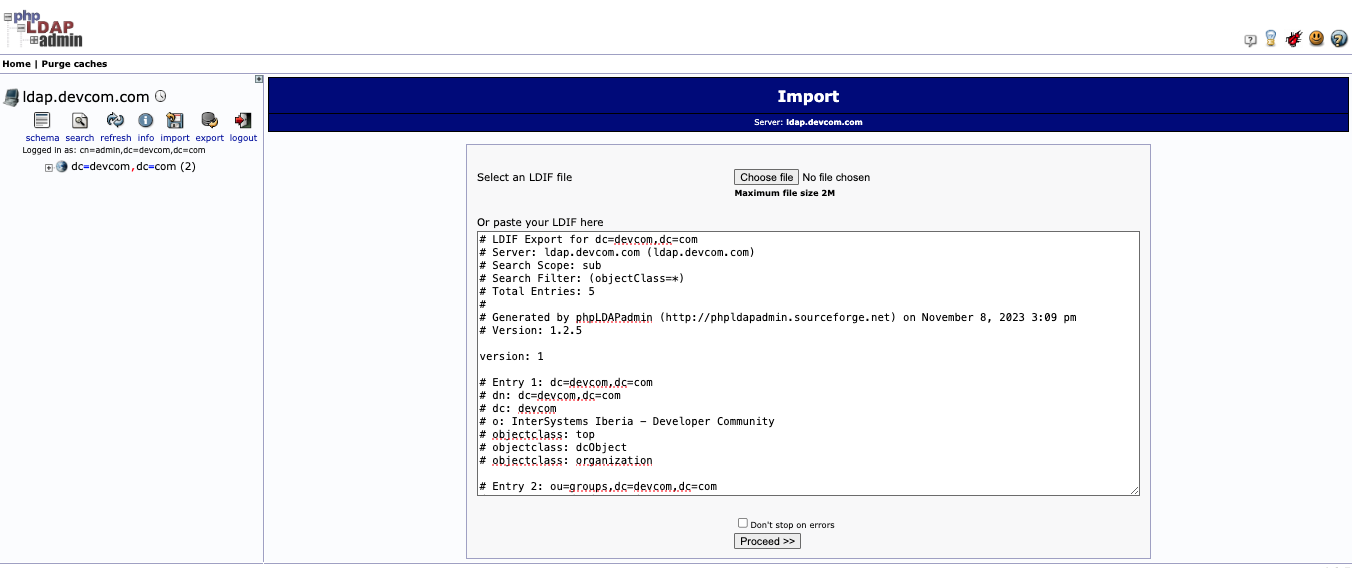 php
LDAP
admin
Home | Purge caches
ldap.devcom.com
schema search refresh info import export logout
Logged in as: cn=admin,dc=devcom,dc=com
dc=devcom,dc=com (2)
Import
Server: ldap.devcom.com
Select an LDIF file
Choose file No file chosen
Maximum file size 2M
Or paste your LDIF here
# LDIF Export for dc=devcom,dc=com
# Server: ldap.devcom.com (ldap.devcom.com)
# Search Scope: sub
# Search Filter: (objectClass=*)
# Total Entries: 5
#
# Generated by phpLDAPadmin (http://phpldapadmin.sourceforge.net) on November 8, 2023 3:09 pm
# Version: 1.2.5
version: 1
# Entry 1: dc=devcom,dc=com
# dn: dc=devcom,dc=com
# dc: devcom
# o: InterSystems Iberia – Developer Community
# objectclass: top
# objectclass: dcObject
# objectclass: organization
# Entry 2: ou=groups,dc=devcom,dc=com
Don't stop on errors
Proceed >>